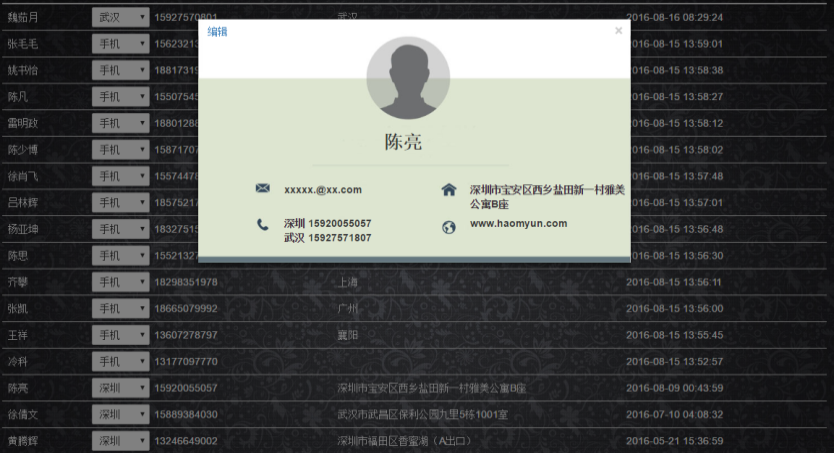 魏茹月 武汉 15927570801 武汉 2016-08-16 08:29:24
编辑 ×
张毛毛 手机 1562321 2016-08-15 13:59:01
姚书怡 手机 1881731 2016-08-15 13:58:38
陈凡 手机 1550754 2016-08-15 13:58:27
雷明政 手机 1880128 2016-08-15 13:58:12
陈少博 手机 1587170 2016-08-15 13:58:02
陈亮
徐尚飞 手机 1557447 2016-08-15 13:57:48
吕林辉 手机 1857521 2016-08-15 13:57:01
xxxxx.@xx.com
深圳市宝安区西乡盐田新一村雅美
公寓B座
杨亚坤 手机 1832751 2016-08-15 13:56:48
深圳 15920055057
武汉 15927571807
www.haomyun.com
陈思 手机 1552132 2016-08-15 13:56:30
齐攀 手机 18298351978 上海 2016-08-15 13:56:11
张凯 手机 18665079992 广州 2016-08-15 13:56:00
王祥 手机 13607278797 襄阳 2016-08-15 13:55:45
冷科 手机 13177097770 2016-08-15 13:52:57
陈亮 深圳 15920055057 深圳市宝安区西乡盐田新一村雅美公寓B座 2016-08-09 00:43:59
徐倩文 深圳 15889384030 武汉市武昌区保利公园九里5栋1001室 2016-07-10 04:08:32
黄腾辉 深圳 13246649002 深圳市福田区香蜜湖（A出口） 2016-05-21 15:36:59